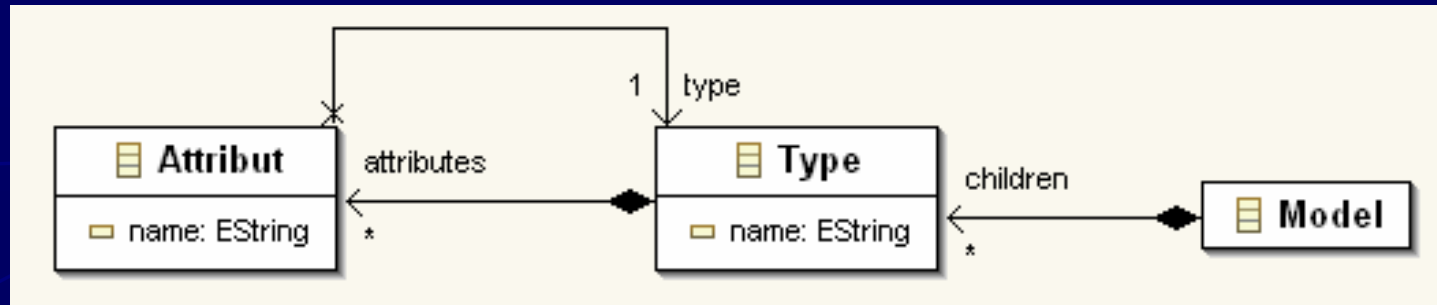 1 type
Attribut
name: EString
attributes
*
Type
name: EString
children
*
Model